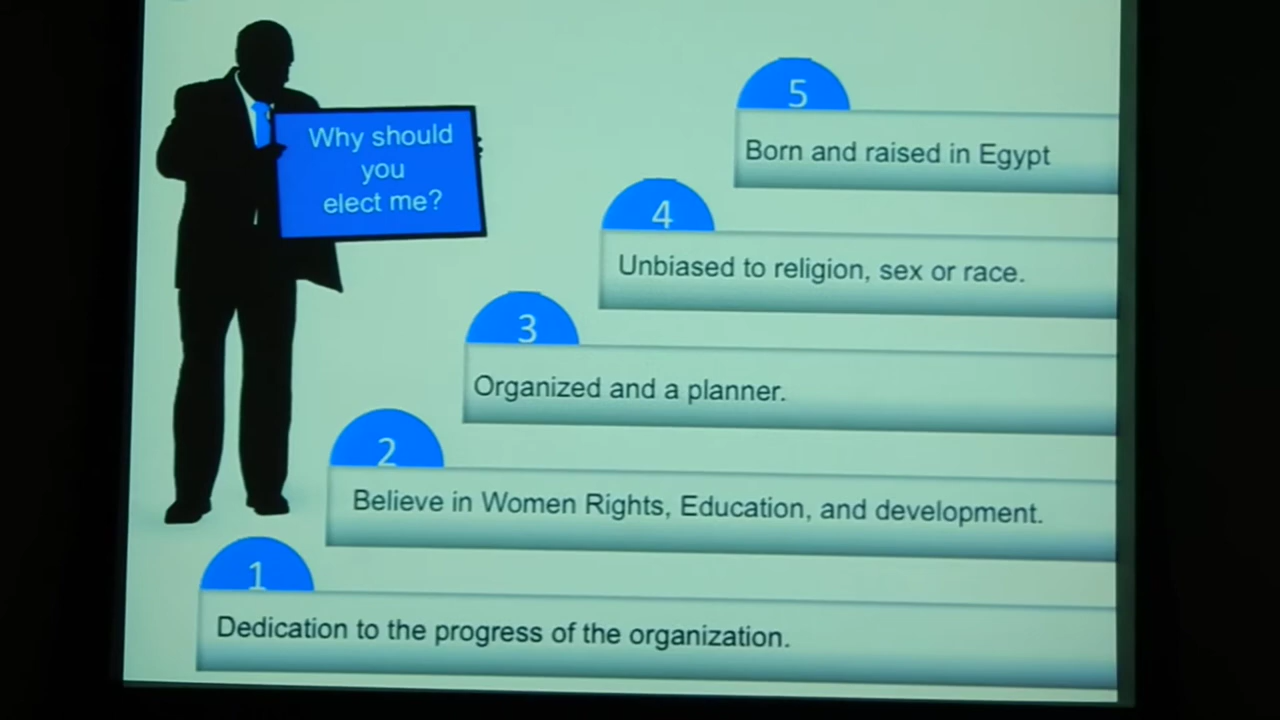 Why should
you
elect me?
5
Born and raised in Egypt
4
Unbiased to religion, sex or race.
3
Organized and a planner.
2
Believe in Women Rights, Education, and development.
1
Dedication to the progress of the organization.